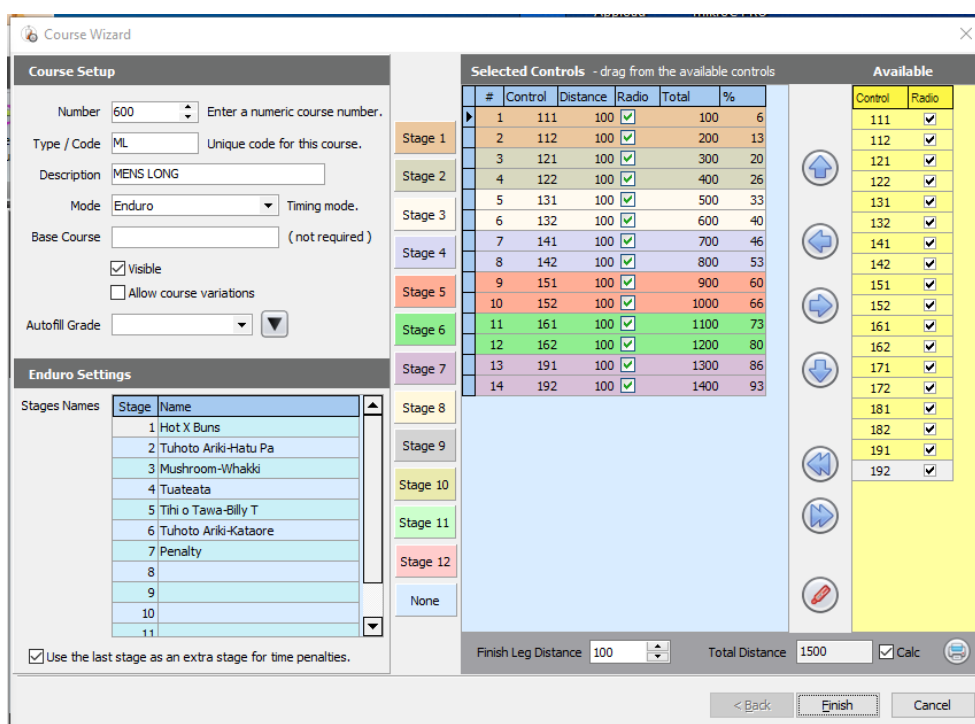 Course Wizard
Course Setup
Number 600 Enter a numeric course number.
Type / Code ML Unique code for this course.
Description MENS LONG
Mode Enduro Timing mode.
Base Course ( not required )
Visible
Allow course variations
Autofill Grade
Enduro Settings
Stages Names
Stage Name
1 Hot X Buns
2 Tuhoto Ariki-Hatu Pa
3 Mushroom-Whakki
4 Tuateata
5 Tihi o Tawa-Billy T
6 Tuhoto Ariki-Kataore
7 Penalty
8
9
10
11
Use the last stage as an extra stage for time penalties.
Stage 1
Stage 2
Stage 3
Stage 4
Stage 5
Stage 6
Stage 7
Stage 8
Stage 9
Stage 10
Stage 11
Stage 12
None
Selected Controls - drag from the available controls
# Control Distance Radio Total %
1 111 100 100 6
2 112 100 200 13
3 121 100 300 20
4 122 100 400 26
5 131 100 500 33
6 132 100 600 40
7 141 100 700 46
8 142 100 800 53
9 151 100 900 60
10 152 100 1000 66
11 161 100 1100 73
12 162 100 1200 80
13 191 100 1300 86
14 192 100 1400 93
Finish Leg Distance 100 Total Distance 1500 Calc
Available
Control Radio
111
112
121
122
131
132
141
142
151
152
161
162
171
172
181
182
191
192
< Back Finish Cancel